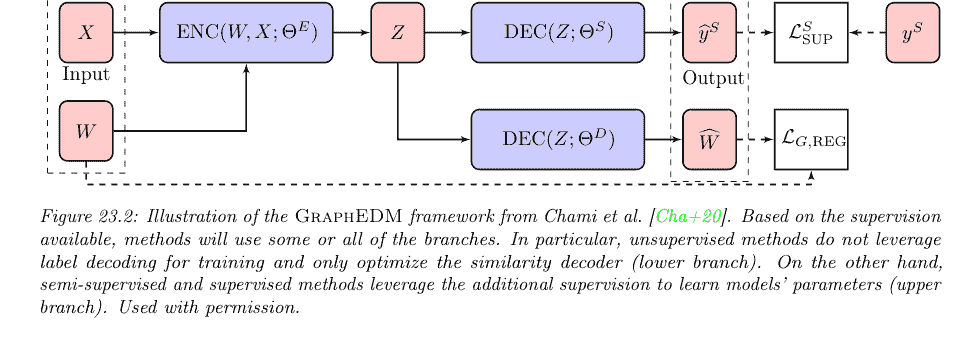 X
ENC(W, X; Θ^E)
Z
DEC(Z; Θ^S)
ŷ^S
ℒ^S_SUP
y^S
Input
Output
W
DEC(Z; Θ^D)
Ŵ
ℒ_G,REG
Figure 23.2: Illustration of the GRAPHEDM framework from Chami et al. [Cha+20]. Based on the supervision
available, methods will use some or all of the branches. In particular, unsupervised methods do not leverage
label decoding for training and only optimize the similarity decoder (lower branch). On the other hand,
semi-supervised and supervised methods leverage the additional supervision to learn models' parameters (upper
branch). Used with permission.